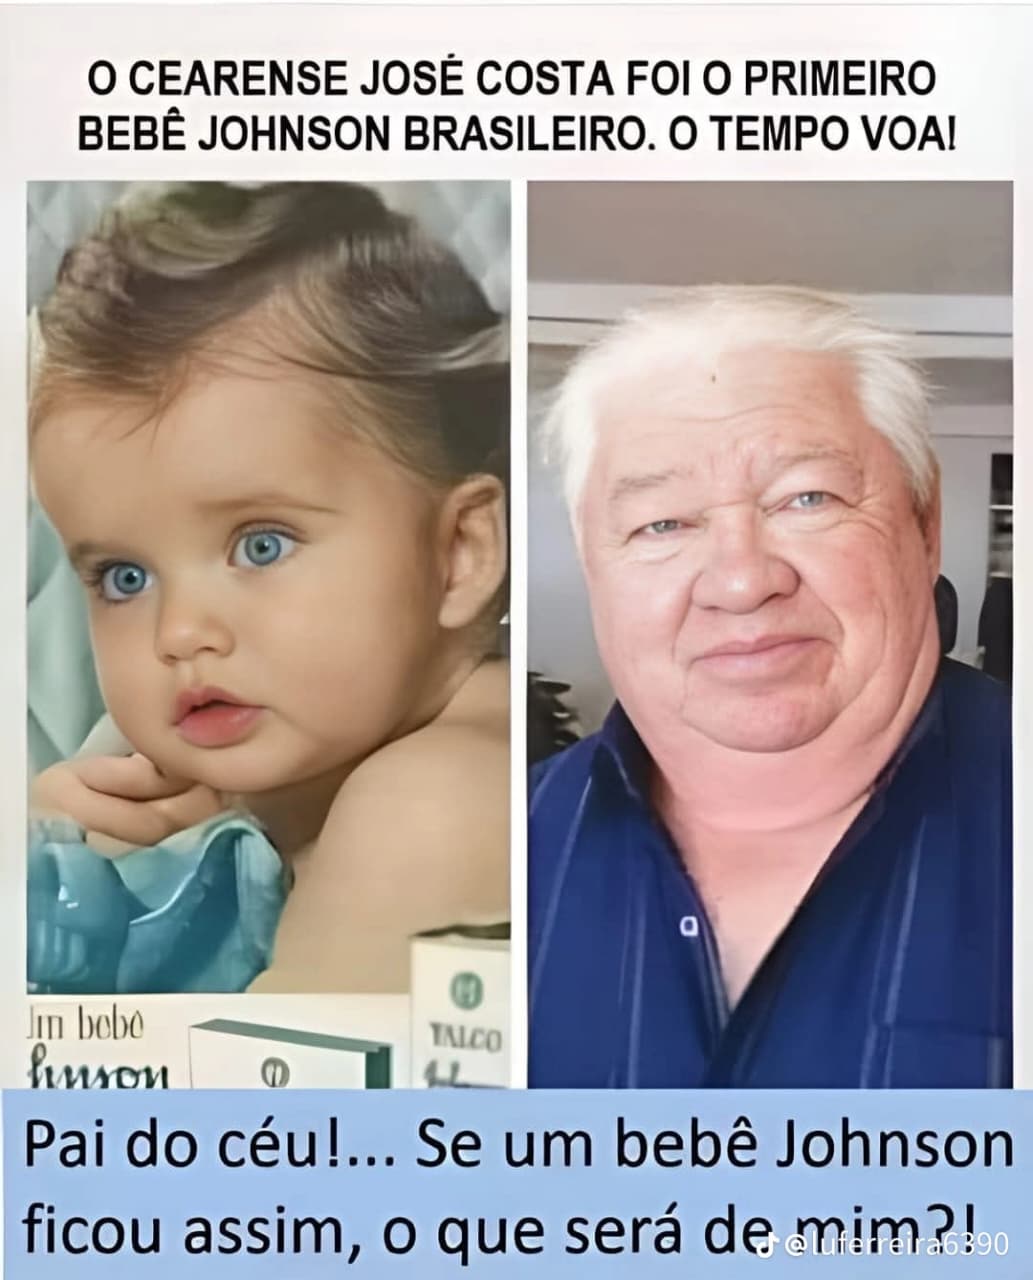 O CEARENSE JOSÉ COSTA FOI O PRIMEIRO
BEBÊ JOHNSON BRASILEIRO. O TEMPO VOA!
Um bebê
hnson
TALCO
Pai do céu!... Se um bebê Johnson
ficou assim, o que será de mim?!
@luferreira6390